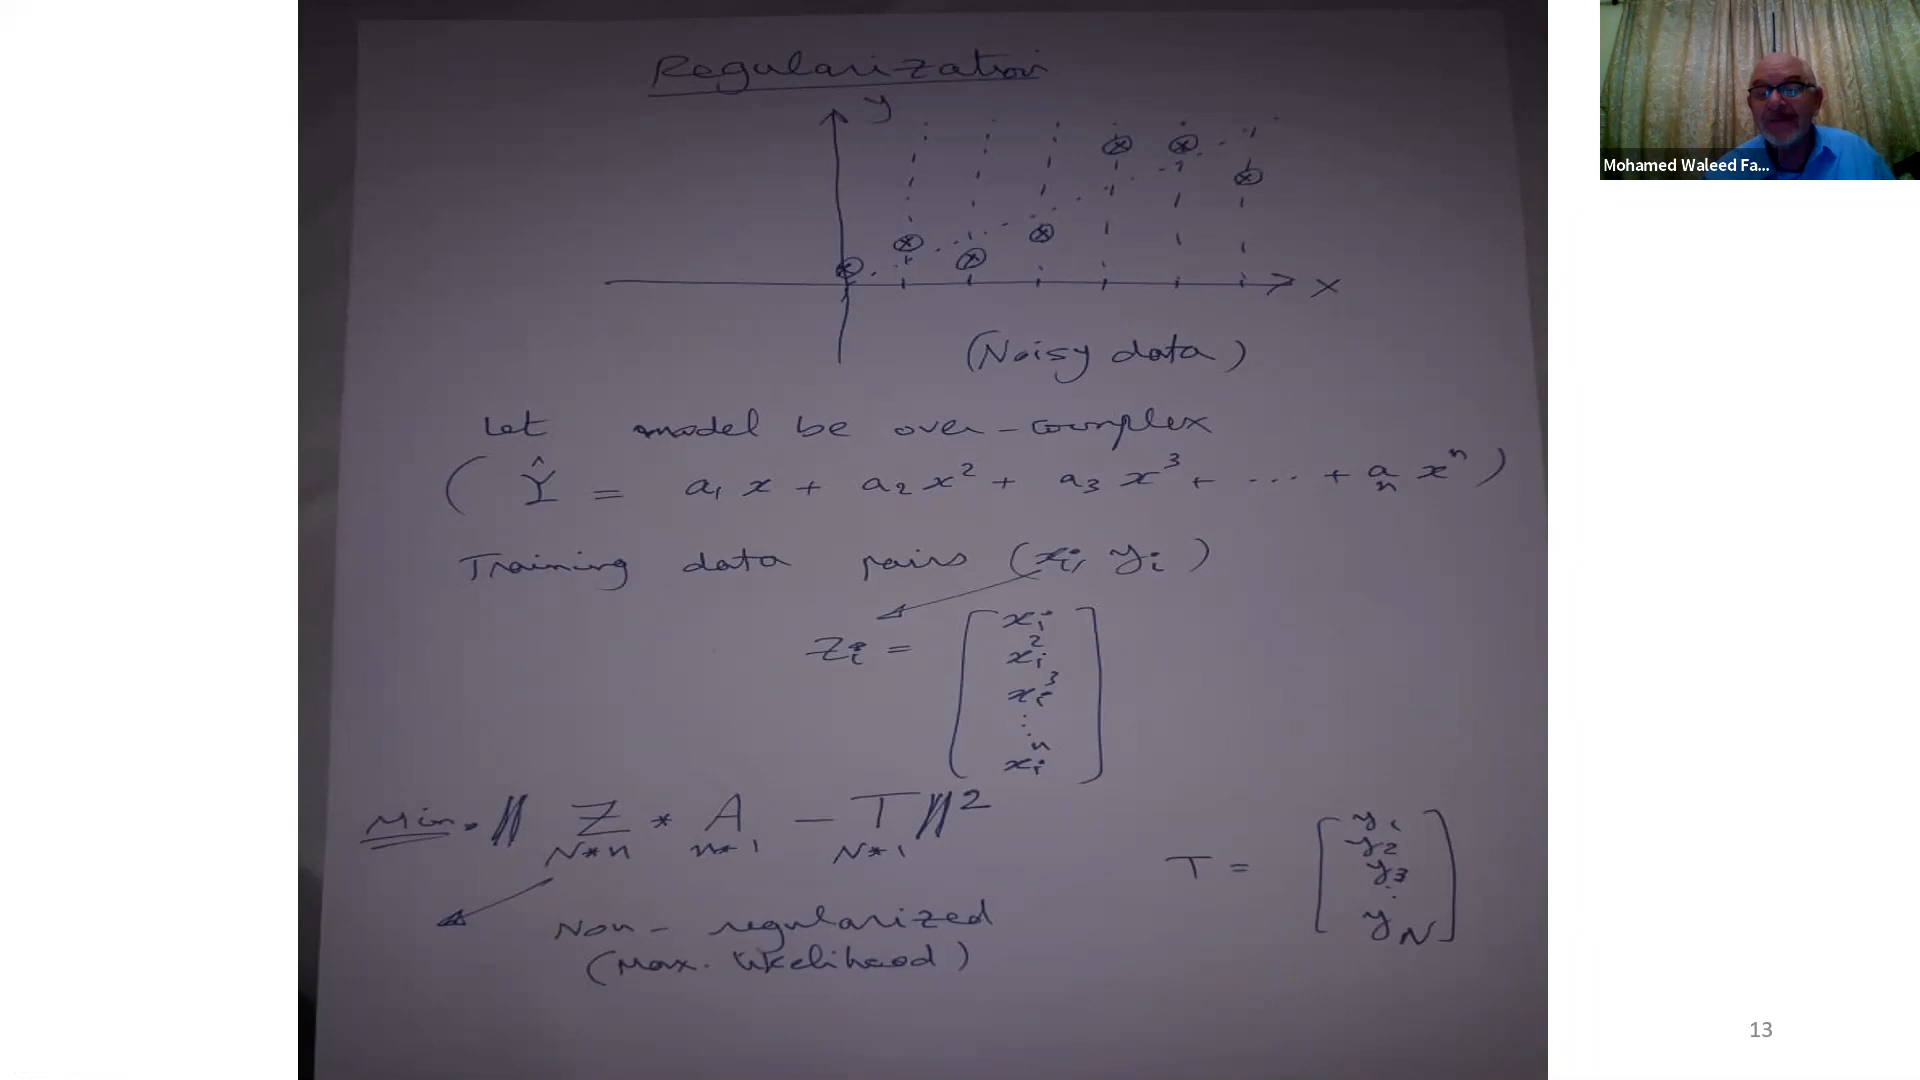 Regularization
y
x
(Noisy data)
Let model be over-complex
( Ŷ = a₁ x + a₂ x² + a₃ x³ + ... + aₙ xⁿ )
Training data pairs (xᵢ, yᵢ)
Zᵢ = [ xᵢ
xᵢ²
xᵢ³
⋮
xᵢⁿ ]
Min. || Z * A - T ||²
N*n n*1 N*1
T = [ y₁
y₂
y₃
⋮
y_N ]
Non-regularized
(Max. likelihood)
Mohamed Waleed Fa...
13